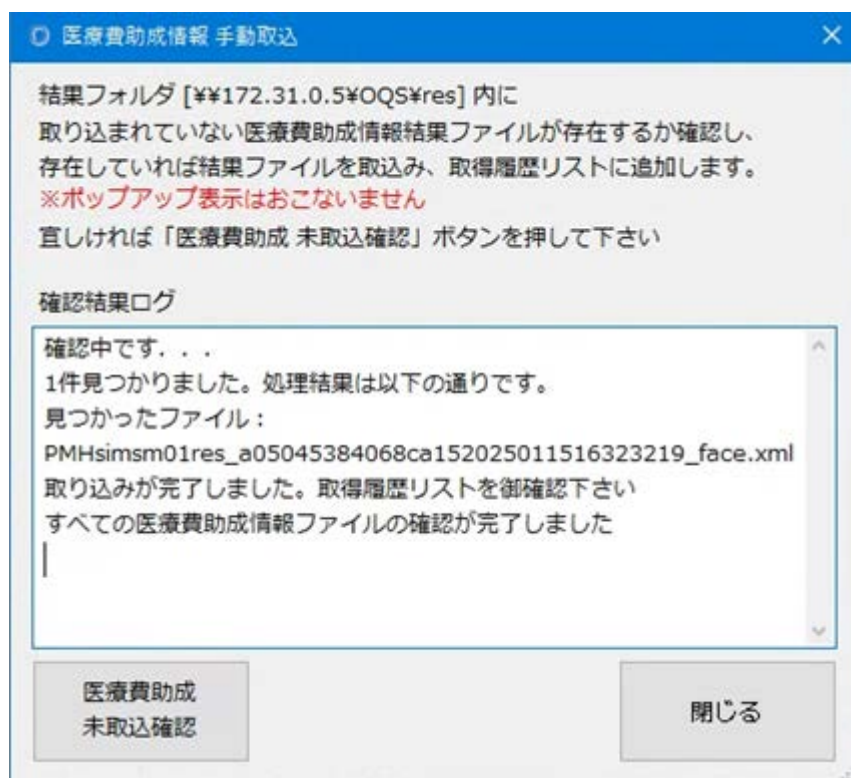 医療費助成情報 手動取込
結果フォルダ [¥¥172.31.0.5¥OQS¥res] 内に
取り込まれていない医療費助成情報結果ファイルが存在するか確認し、
存在していれば結果ファイルを取込み、取得履歴リストに追加します。
※ポップアップ表示はおこないません
宜しければ「医療費助成 未取込確認」ボタンを押して下さい
確認結果ログ
確認中です．．．
1件見つかりました。処理結果は以下の通りです。
見つかったファイル：
PMHsimsm01res_a05045384068ca152025011516323219_face.xml
取り込みが完了しました。取得履歴リストを御確認下さい
すべての医療費助成情報ファイルの確認が完了しました
医療費助成
未取込確認
閉じる